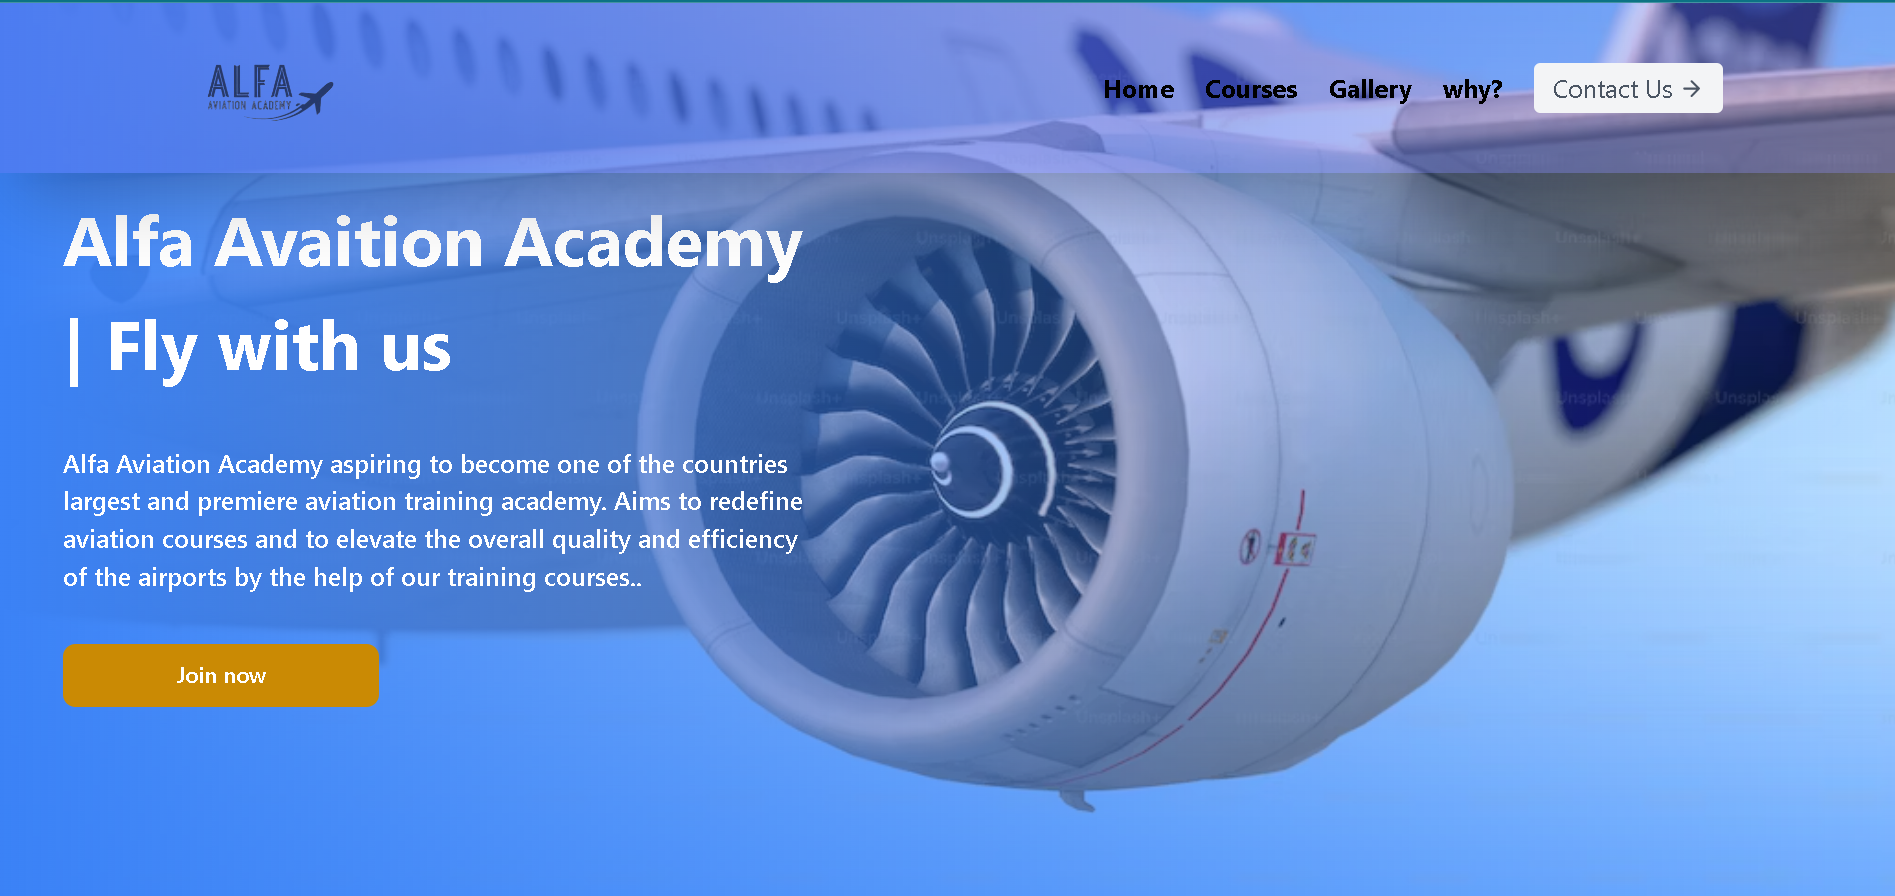 ALFA
AVIATION ACADEMY
Home Courses Gallery why? Contact Us →
Alfa Avaition Academy
| Fly with us
Alfa Aviation Academy aspiring to become one of the countries
largest and premiere aviation training academy. Aims to redefine
aviation courses and to elevate the overall quality and efficiency
of the airports by the help of our training courses..
Join now
Unsplash+